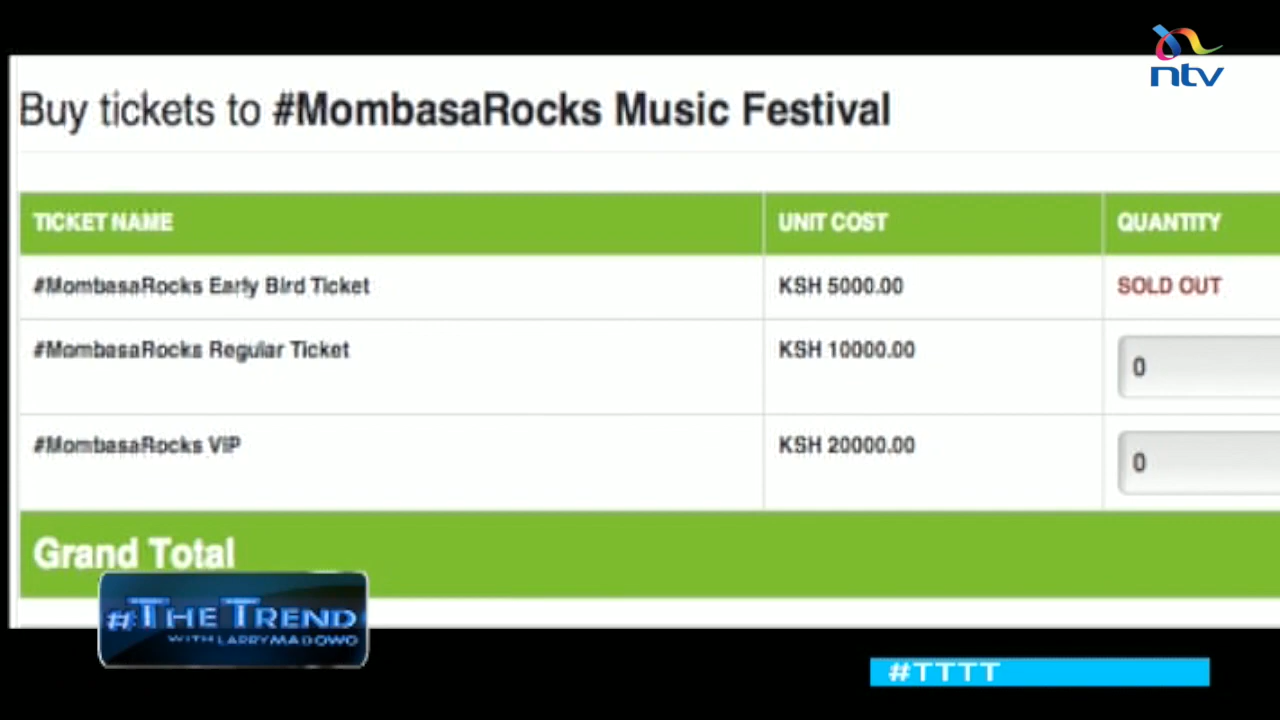 ntv
Buy tickets to #MombasaRocks Music Festival
TICKET NAME UNIT COST QUANTITY
#MombasaRocks Early Bird Ticket KSH 5000.00 SOLD OUT
#MombasaRocks Regular Ticket KSH 10000.00 0
#MombasaRocks VIP KSH 20000.00 0
Grand Total
#THE TREND
WITH LARRY MADOWO
#TTTT